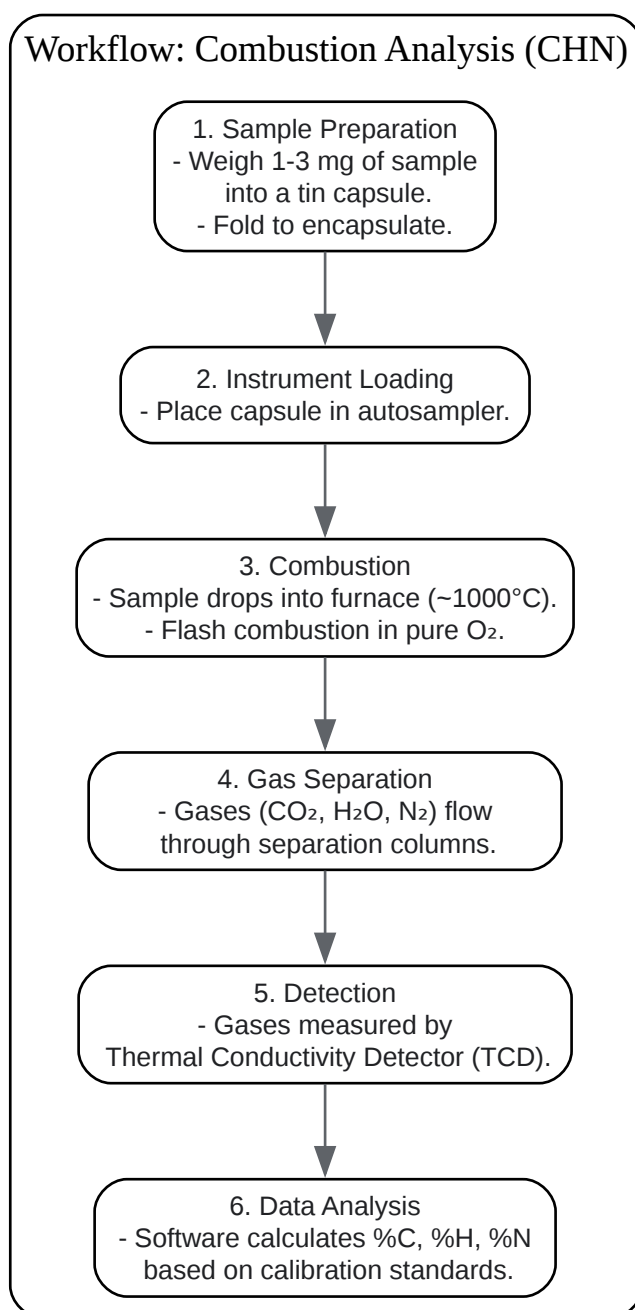 Workflow: Combustion Analysis (CHN)
1. Sample Preparation
- Weigh 1-3 mg of sample
into a tin capsule.
- Fold to encapsulate.
2. Instrument Loading
- Place capsule in autosampler.
3. Combustion
- Sample drops into furnace (~1000°C).
- Flash combustion in pure O₂.
4. Gas Separation
- Gases (CO₂, H₂O, N₂) flow
through separation columns.
5. Detection
- Gases measured by
Thermal Conductivity Detector (TCD).
6. Data Analysis
- Software calculates %C, %H, %N
based on calibration standards.